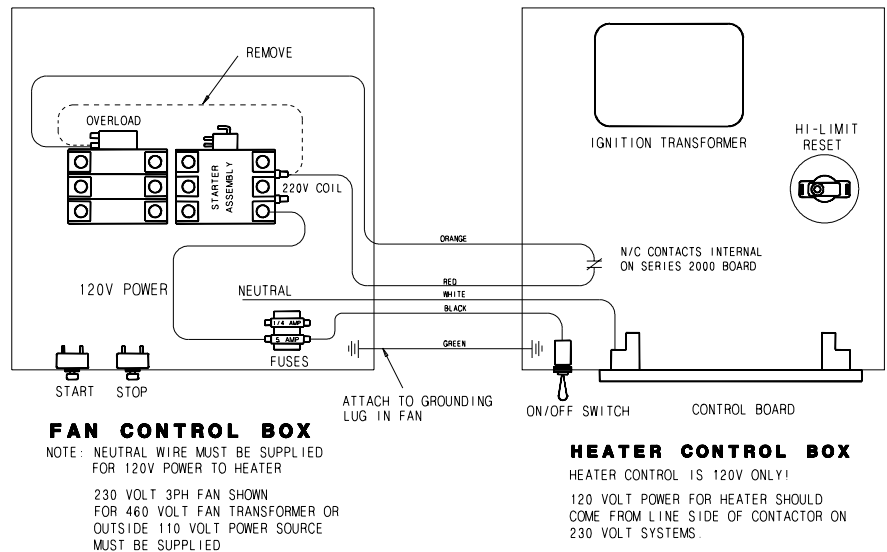 REMOVE
OVERLOAD
STARTER
ASSEMBLY
220V COIL
120V POWER
NEUTRAL
1/4 AMP
5 AMP
FUSES
START
STOP
ORANGE
RED
WHITE
BLACK
GREEN
ATTACH TO GROUNDING
LUG IN FAN
IGNITION TRANSFORMER
HI-LIMIT
RESET
N/C CONTACTS INTERNAL
ON SERIES 2000 BOARD
ON/OFF SWITCH
CONTROL BOARD
FAN CONTROL BOX
NOTE: NEUTRAL WIRE MUST BE SUPPLIED
FOR 120V POWER TO HEATER
230 VOLT 3PH FAN SHOWN
FOR 460 VOLT FAN TRANSFORMER OR
OUTSIDE 110 VOLT POWER SOURCE
MUST BE SUPPLIED
HEATER CONTROL BOX
HEATER CONTROL IS 120V ONLY!
120 VOLT POWER FOR HEATER SHOULD
COME FROM LINE SIDE OF CONTACTOR ON
230 VOLT SYSTEMS.